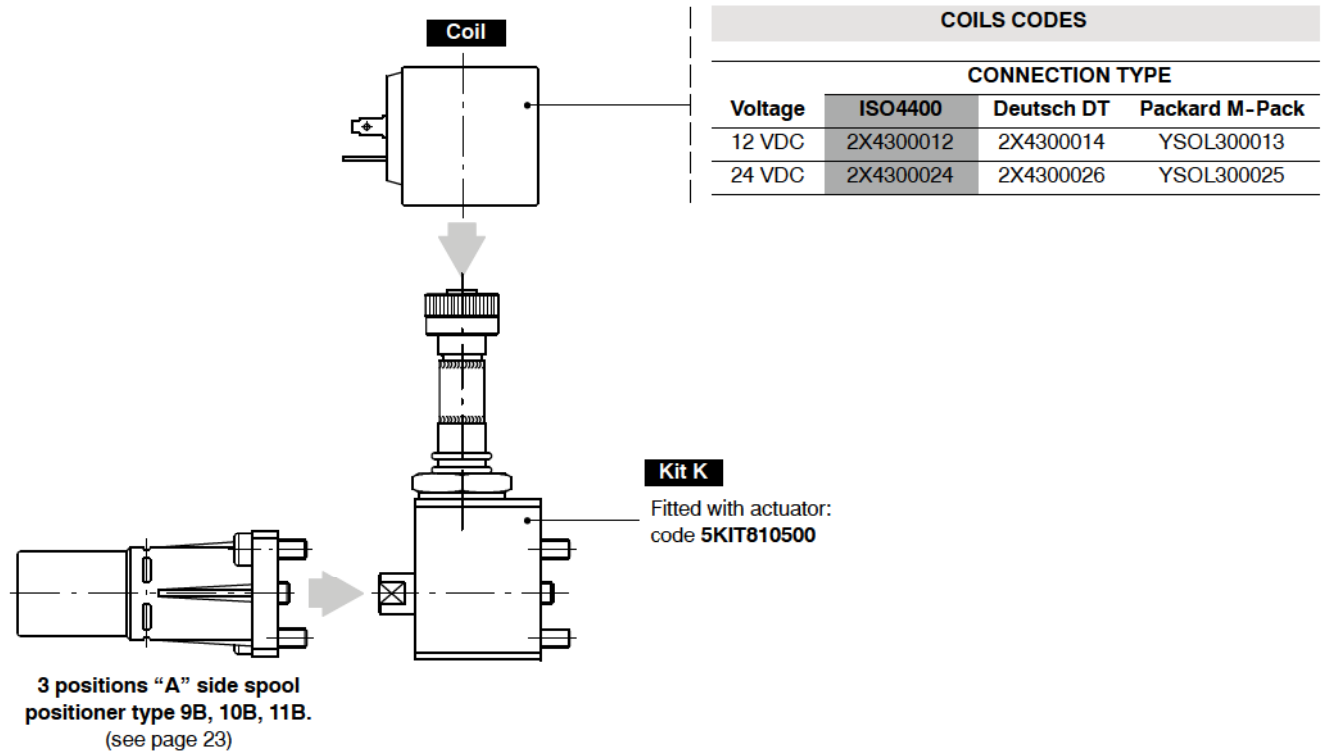 Coil
COILS CODES
CONNECTION TYPE
Voltage ISO4400 Deutsch DT Packard M-Pack
12 VDC 2X4300012 2X4300014 YSOL300013
24 VDC 2X4300024 2X4300026 YSOL300025
Kit K
Fitted with actuator:
code 5KIT810500
3 positions “A” side spool
positioner type 9B, 10B, 11B.
(see page 23)